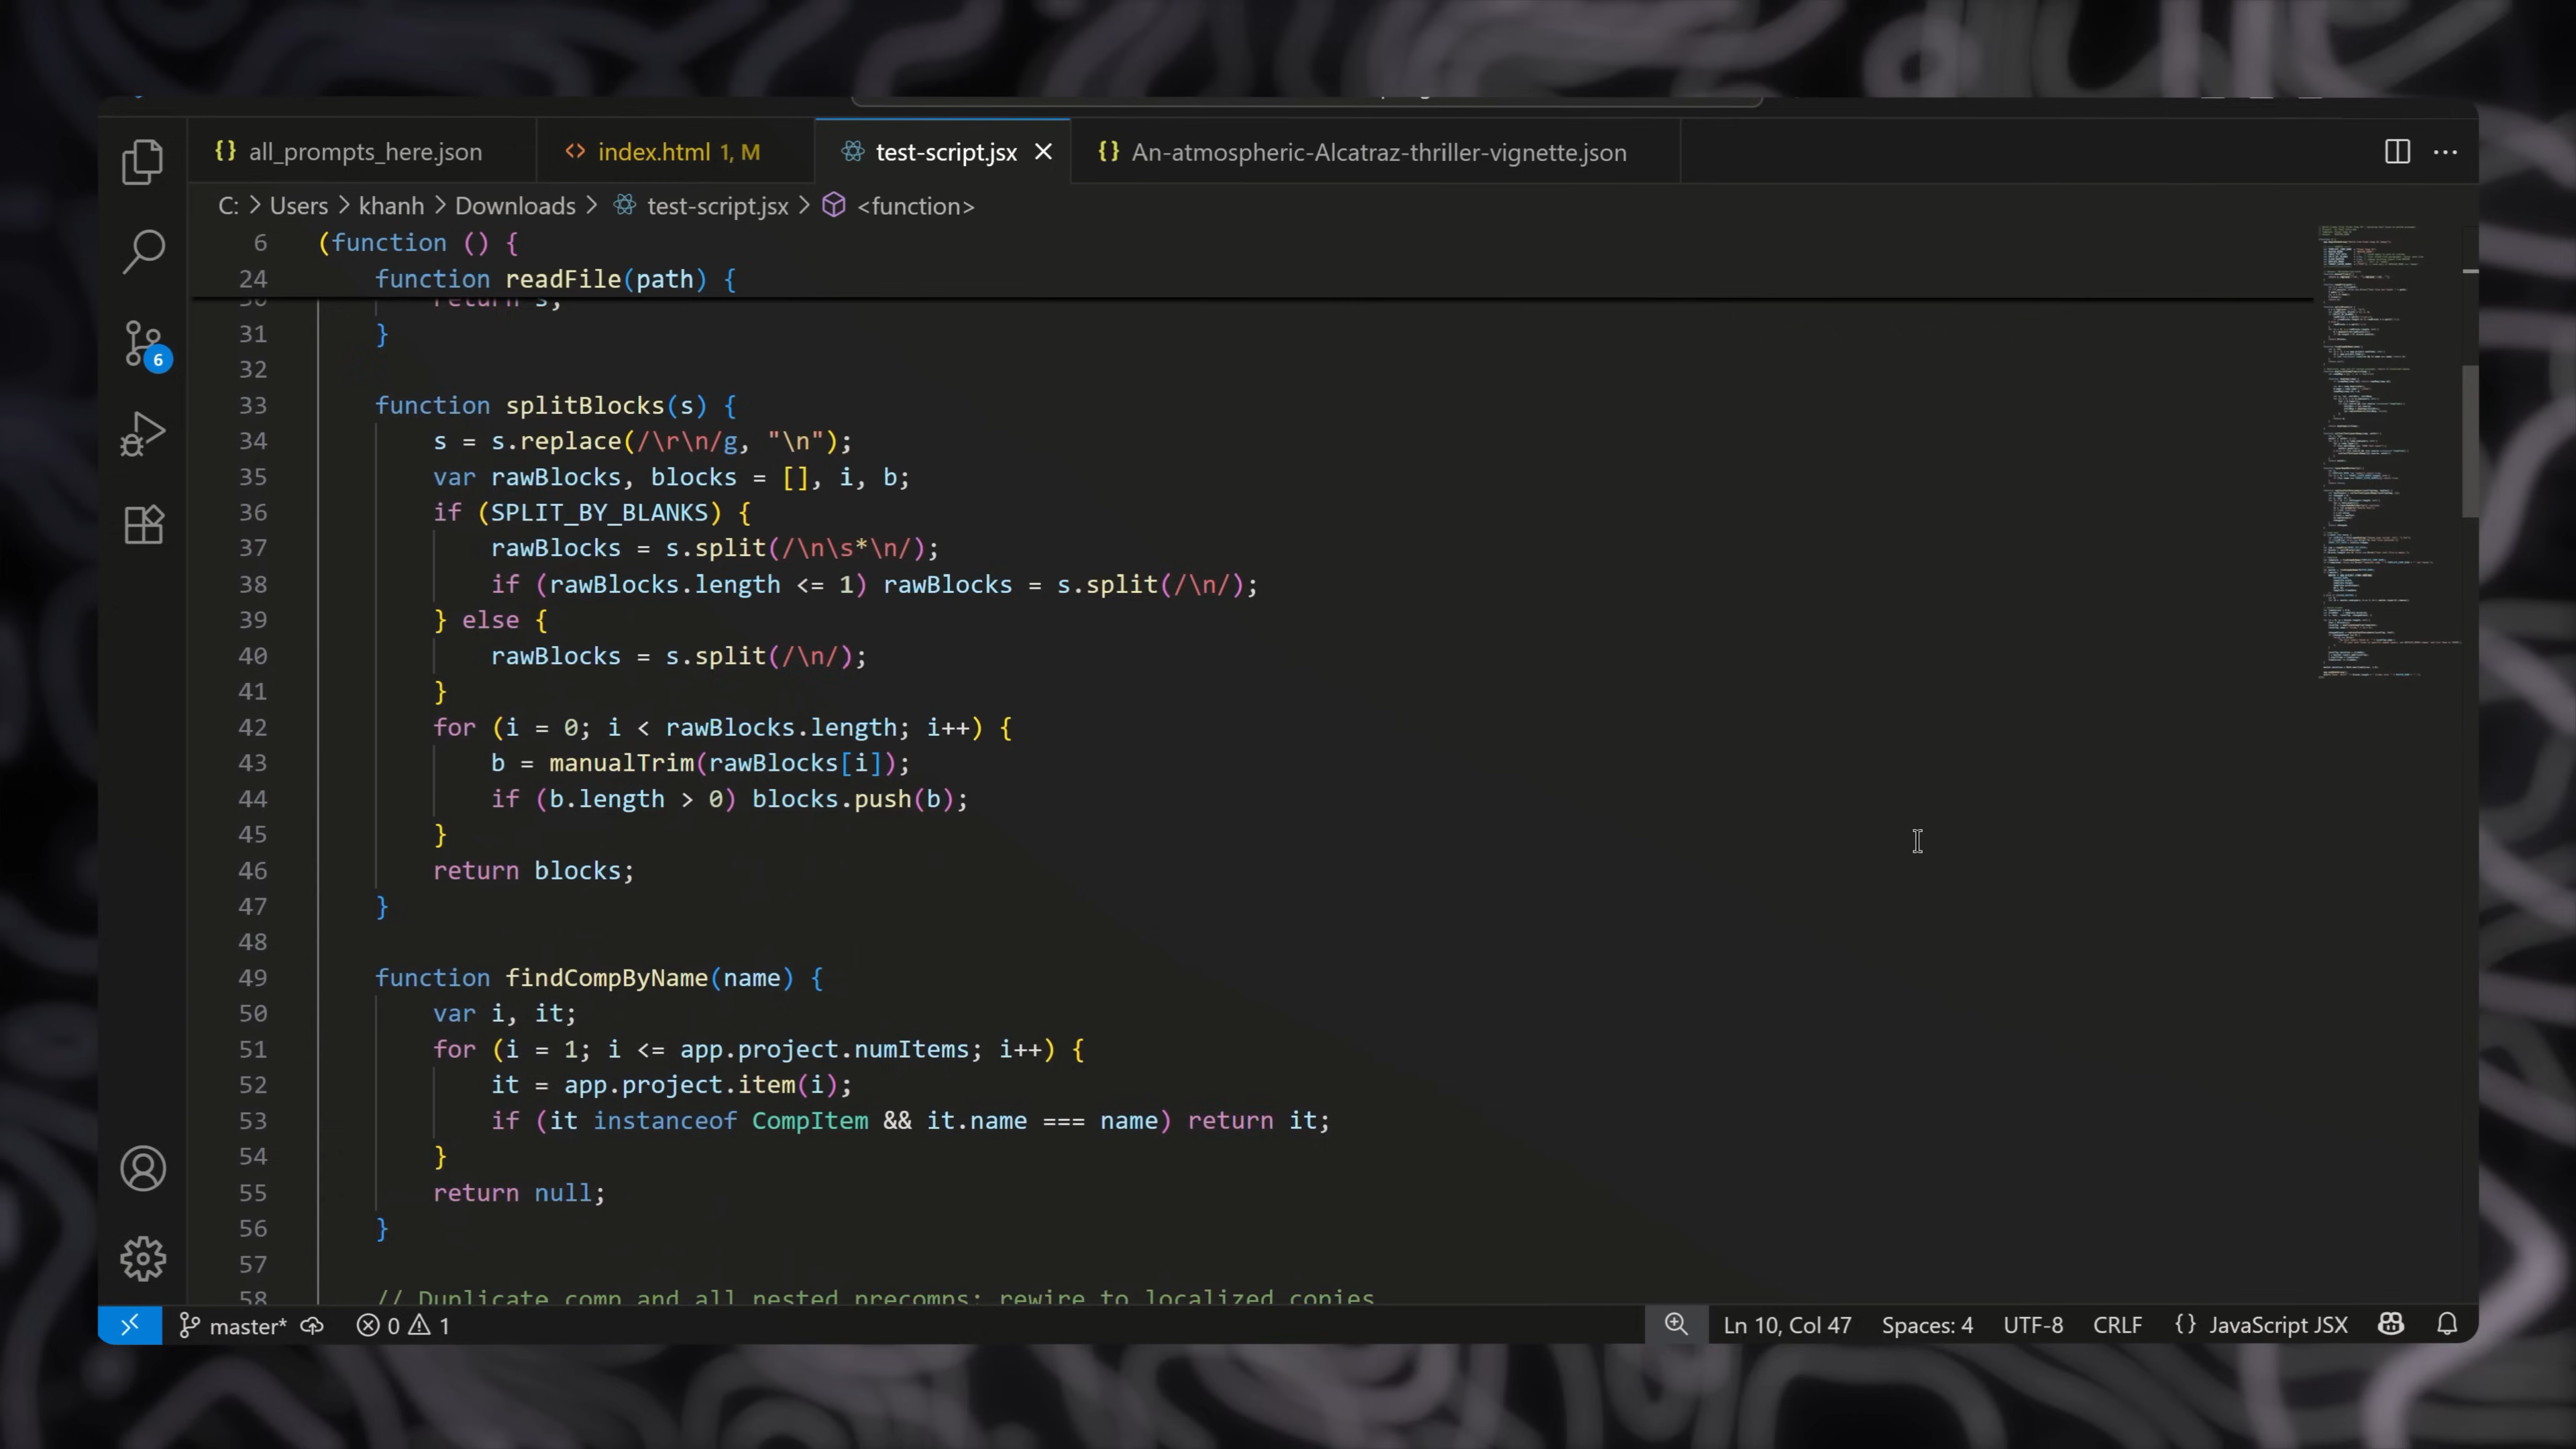 all_prompts_here.json
index.html 1, M
test-script.jsx
An-atmospheric-Alcatraz-thriller-vignette.json
C: > Users > khanh > Downloads > test-script.jsx > <function>
6 (function () {
24 function readFile(path) {
30 return s;
31 }
32
33 function splitBlocks(s) {
34 s = s.replace(/\r\n/g, "\n");
35 var rawBlocks, blocks = [], i, b;
36 if (SPLIT_BY_BLANKS) {
37 rawBlocks = s.split(/\n\s*\n/);
38 if (rawBlocks.length <= 1) rawBlocks = s.split(/\n/);
39 } else {
40 rawBlocks = s.split(/\n/);
41 }
42 for (i = 0; i < rawBlocks.length; i++) {
43 b = manualTrim(rawBlocks[i]);
44 if (b.length > 0) blocks.push(b);
45 }
46 return blocks;
47 }
48
49 function findCompByName(name) {
50 var i, it;
51 for (i = 1; i <= app.project.numItems; i++) {
52 it = app.project.item(i);
53 if (it instanceof CompItem && it.name === name) return it;
54 }
55 return null;
56 }
57
58 // Duplicate comp and all nested precomps; rewire to localized copies
6
master* 0 1
Ln 10, Col 47 Spaces: 4 UTF-8 CRLF {} JavaScript JSX